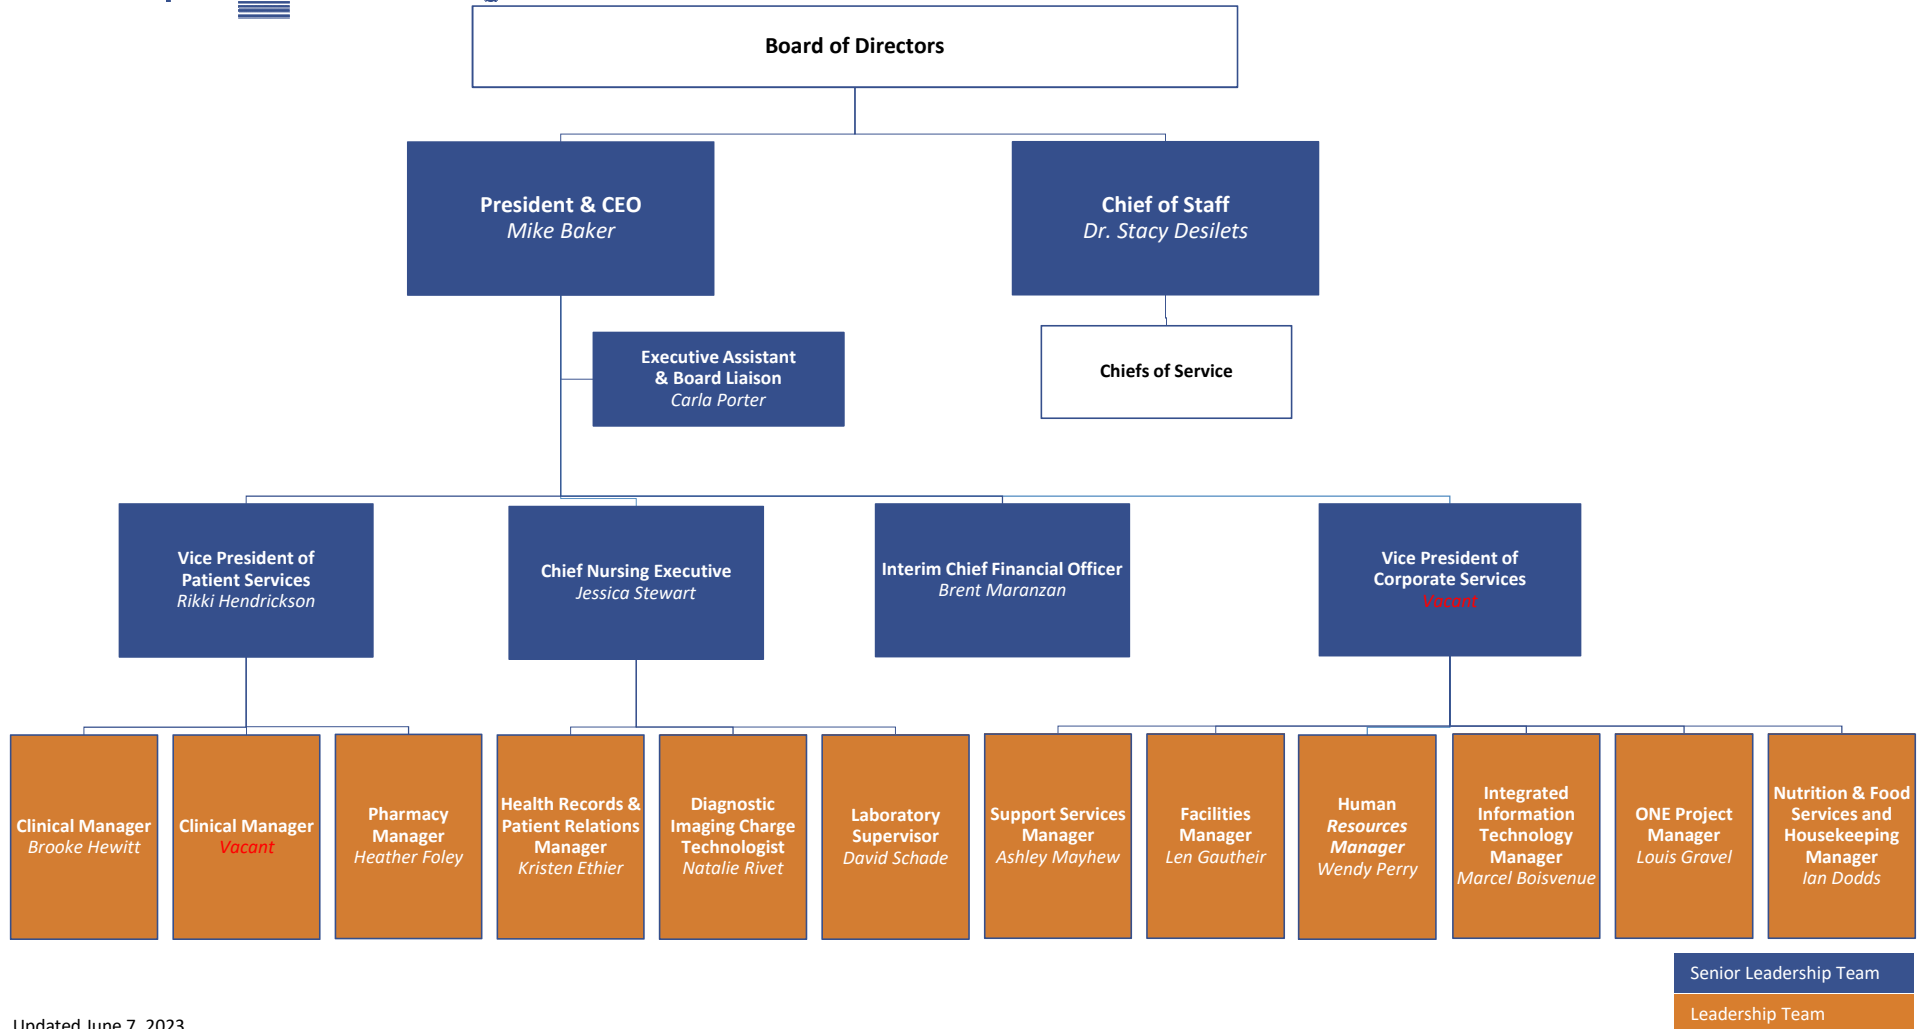 Board of Directors
President & CEO
Mike Baker
Chief of Staff
Dr. Stacy Desilets
Executive Assistant
& Board Liaison
Carla Porter
Chiefs of Service
Vice President of
Patient Services
Rikki Hendrickson
Chief Nursing Executive
Jessica Stewart
Interim Chief Financial Officer
Brent Maranzan
Vice President of
Corporate Services
Vacant
Clinical Manager
Brooke Hewitt
Clinical Manager
Vacant
Pharmacy
Manager
Heather Foley
Health Records &
Patient Relations
Manager
Kristen Ethier
Diagnostic
Imaging Charge
Technologist
Natalie Rivet
Laboratory
Supervisor
David Schade
Support Services
Manager
Ashley Mayhew
Facilities
Manager
Len Gautheir
Human
Resources
Manager
Wendy Perry
Integrated
Information
Technology
Manager
Marcel Boisvenue
ONE Project
Manager
Louis Gravel
Nutrition & Food
Services and
Housekeeping
Manager
Ian Dodds
Senior Leadership Team
Leadership Team
Updated June 7, 2023